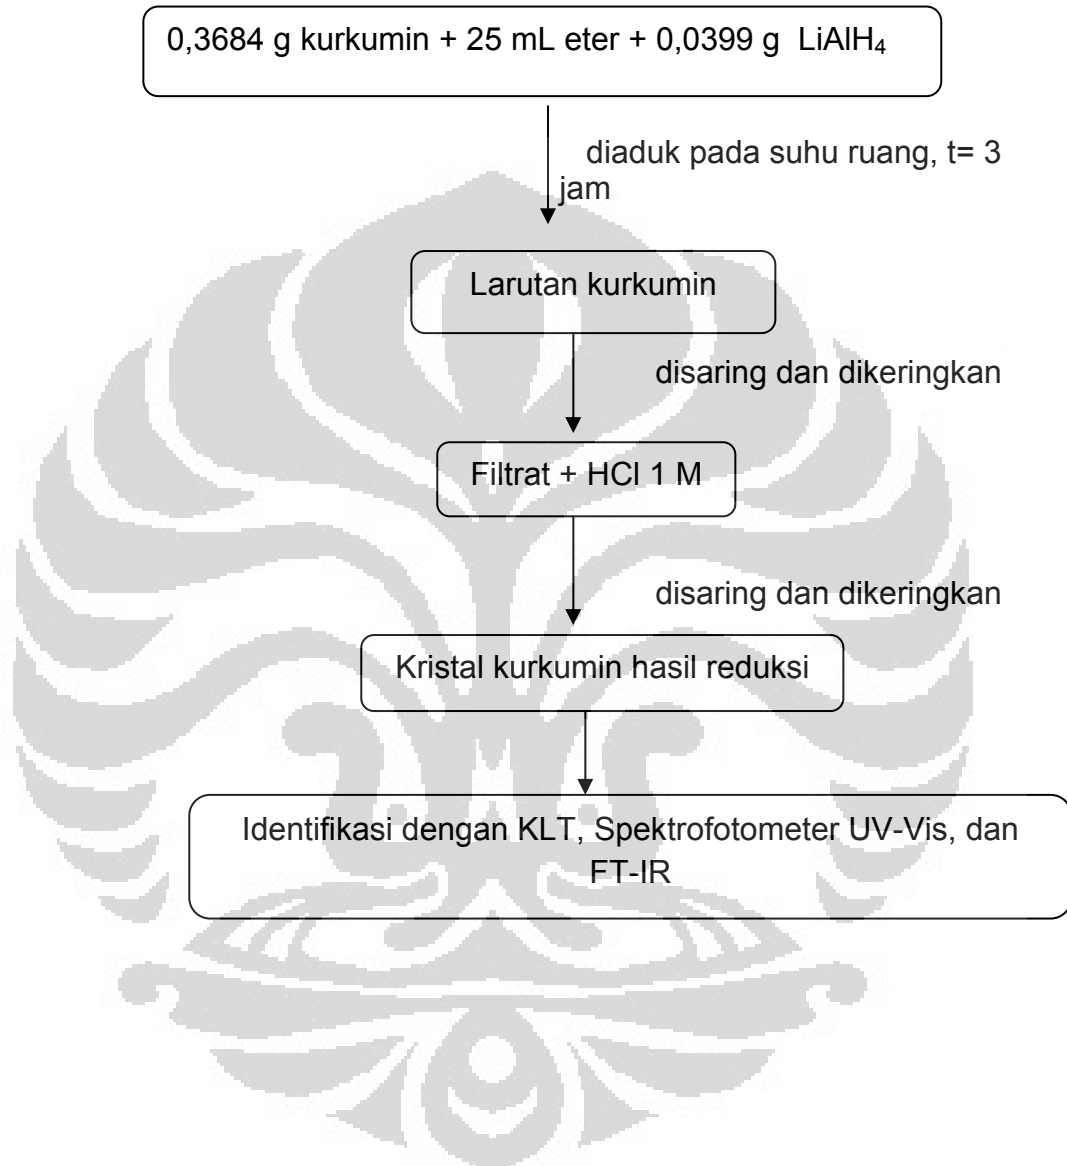 0,3684 g kurkumin + 25 mL eter + 0,0399 g LiAlH₄
diaduk pada suhu ruang, t= 3
jam
Larutan kurkumin
disaring dan dikeringkan
Filtrat + HCl 1 M
disaring dan dikeringkan
Kristal kurkumin hasil reduksi
Identifikasi dengan KLT, Spektrofotometer UV-Vis, dan
FT-IR